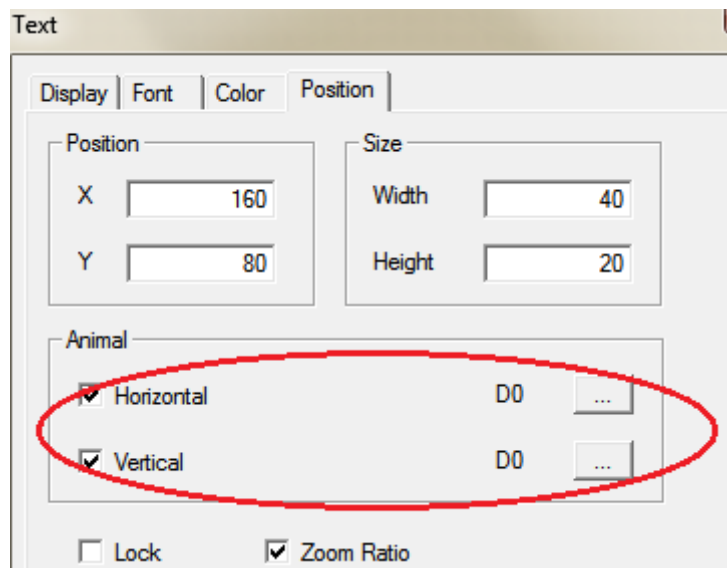 Text
Display Font Color Position
Position
X 160
Y 80
Size
Width 40
Height 20
Animal
Horizontal D0 ...
Vertical D0 ...
Lock Zoom Ratio